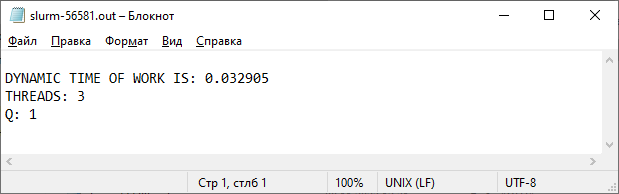 slurm-56581.out – Блокнот
Файл Правка Формат Вид Справка
DYNAMIC TIME OF WORK IS: 0.032905
THREADS: 3
Q: 1
Стр 1, стлб 1 100% UNIX (LF) UTF-8